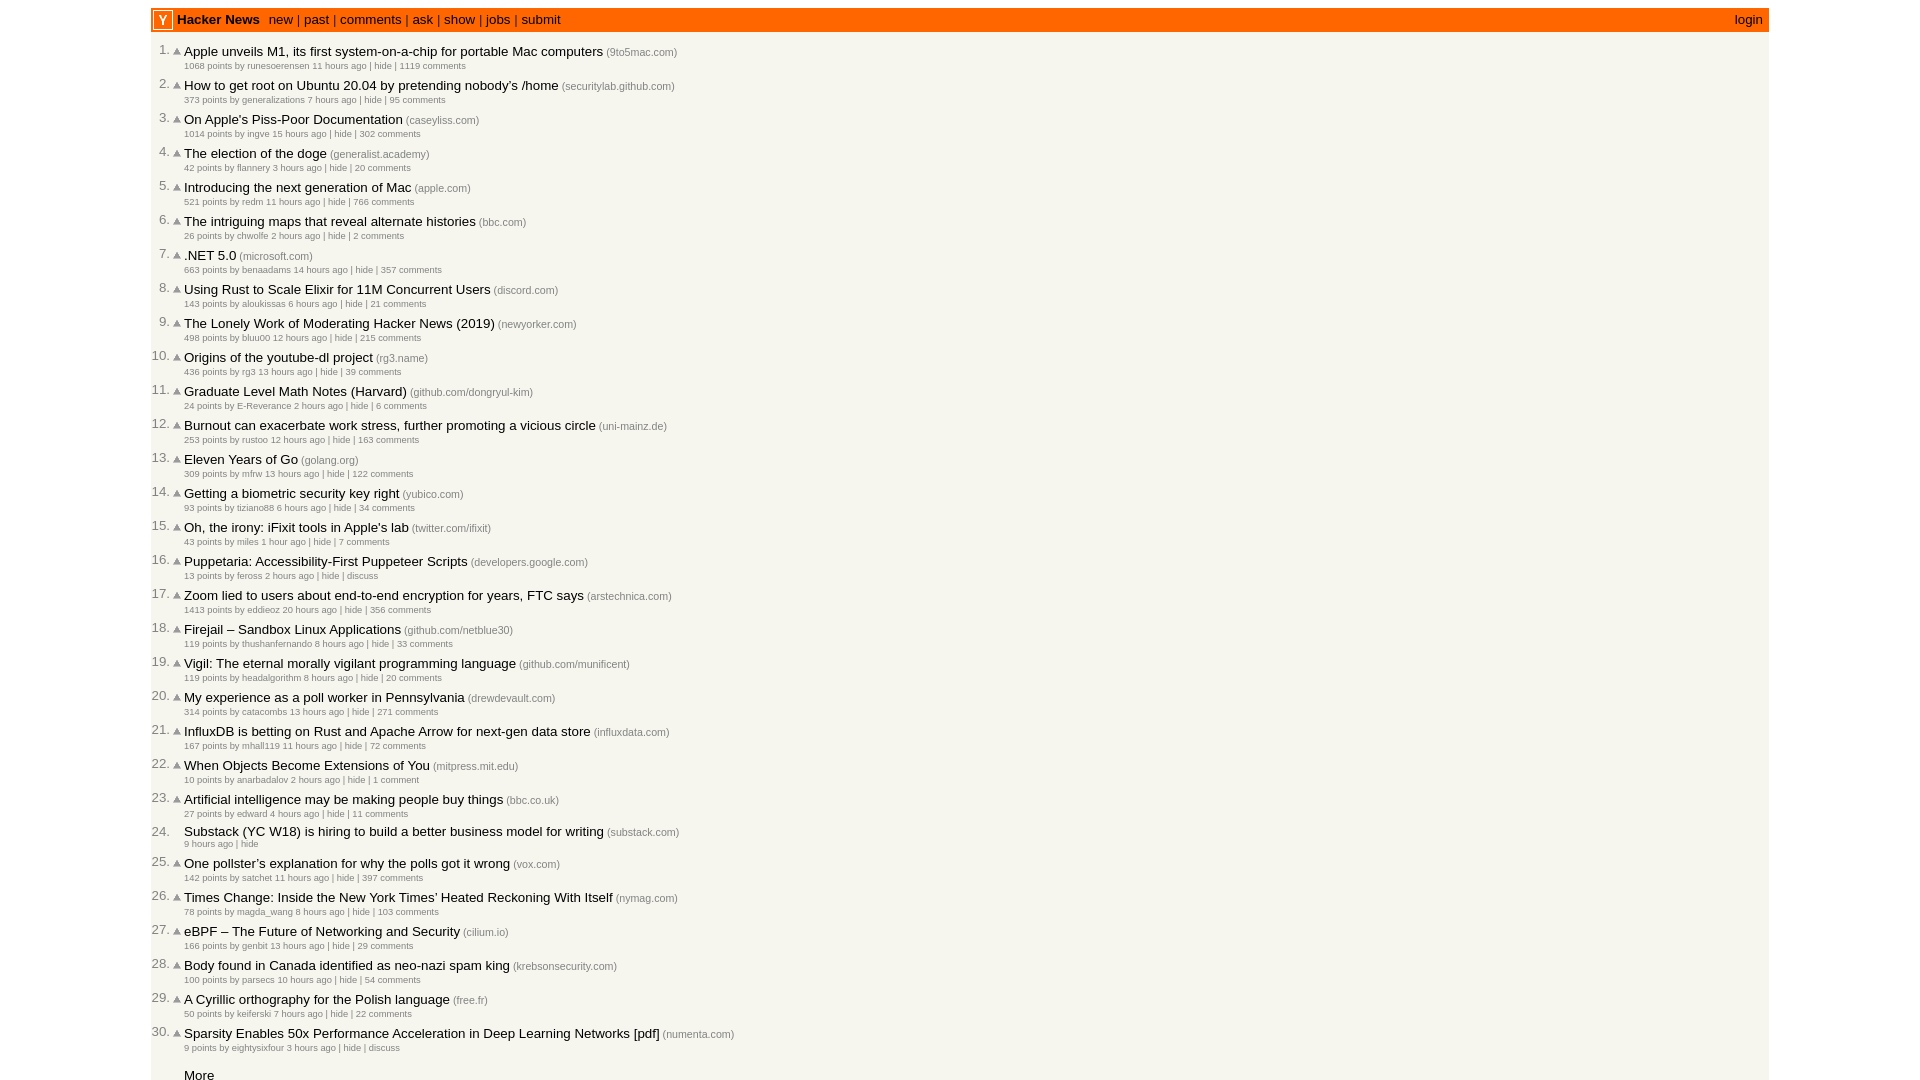 Y Hacker News new | past | comments | ask | show | jobs | submit login
1. Apple unveils M1, its first system-on-a-chip for portable Mac computers (9to5mac.com)
1068 points by runesoerensen 11 hours ago | hide | 1119 comments
2. How to get root on Ubuntu 20.04 by pretending nobody’s /home (securitylab.github.com)
373 points by generalizations 7 hours ago | hide | 95 comments
3. On Apple's Piss-Poor Documentation (caseyliss.com)
1014 points by ingve 15 hours ago | hide | 302 comments
4. The election of the doge (generalist.academy)
42 points by flannery 3 hours ago | hide | 20 comments
5. Introducing the next generation of Mac (apple.com)
521 points by redm 11 hours ago | hide | 766 comments
6. The intriguing maps that reveal alternate histories (bbc.com)
26 points by chwolfe 2 hours ago | hide | 2 comments
7. .NET 5.0 (microsoft.com)
663 points by benaadams 14 hours ago | hide | 357 comments
8. Using Rust to Scale Elixir for 11M Concurrent Users (discord.com)
143 points by aloukissas 6 hours ago | hide | 21 comments
9. The Lonely Work of Moderating Hacker News (2019) (newyorker.com)
498 points by bluu00 12 hours ago | hide | 215 comments
10. Origins of the youtube-dl project (rg3.name)
436 points by rg3 13 hours ago | hide | 39 comments
11. Graduate Level Math Notes (Harvard) (github.com/dongryul-kim)
24 points by E-Reverance 2 hours ago | hide | 6 comments
12. Burnout can exacerbate work stress, further promoting a vicious circle (uni-mainz.de)
253 points by rustoo 12 hours ago | hide | 163 comments
13. Eleven Years of Go (golang.org)
309 points by mfrw 13 hours ago | hide | 122 comments
14. Getting a biometric security key right (yubico.com)
93 points by tiziano88 6 hours ago | hide | 34 comments
15. Oh, the irony: iFixit tools in Apple's lab (twitter.com/ifixit)
43 points by miles 1 hour ago | hide | 7 comments
16. Puppetaria: Accessibility-First Puppeteer Scripts (developers.google.com)
13 points by feross 2 hours ago | hide | discuss
17. Zoom lied to users about end-to-end encryption for years, FTC says (arstechnica.com)
1413 points by eddieoz 20 hours ago | hide | 356 comments
18. Firejail – Sandbox Linux Applications (github.com/netblue30)
119 points by thushanfernando 8 hours ago | hide | 33 comments
19. Vigil: The eternal morally vigilant programming language (github.com/munificent)
119 points by headalgorithm 8 hours ago | hide | 20 comments
20. My experience as a poll worker in Pennsylvania (drewdevault.com)
314 points by catacombs 13 hours ago | hide | 271 comments
21. InfluxDB is betting on Rust and Apache Arrow for next-gen data store (influxdata.com)
167 points by mhall119 11 hours ago | hide | 72 comments
22. When Objects Become Extensions of You (mitpress.mit.edu)
10 points by anarbadalov 2 hours ago | hide | 1 comment
23. Artificial intelligence may be making people buy things (bbc.co.uk)
27 points by edward 4 hours ago | hide | 11 comments
24. Substack (YC W18) is hiring to build a better business model for writing (substack.com)
9 hours ago | hide
25. One pollster’s explanation for why the polls got it wrong (vox.com)
142 points by satchet 11 hours ago | hide | 397 comments
26. Times Change: Inside the New York Times’ Heated Reckoning With Itself (nymag.com)
78 points by magda_wang 8 hours ago | hide | 103 comments
27. eBPF – The Future of Networking and Security (cilium.io)
166 points by genbit 13 hours ago | hide | 29 comments
28. Body found in Canada identified as neo-nazi spam king (krebsonsecurity.com)
100 points by parsecs 10 hours ago | hide | 54 comments
29. A Cyrillic orthography for the Polish language (free.fr)
50 points by keiferski 7 hours ago | hide | 22 comments
30. Sparsity Enables 50x Performance Acceleration in Deep Learning Networks [pdf] (numenta.com)
9 points by eightysixfour 3 hours ago | hide | discuss
More